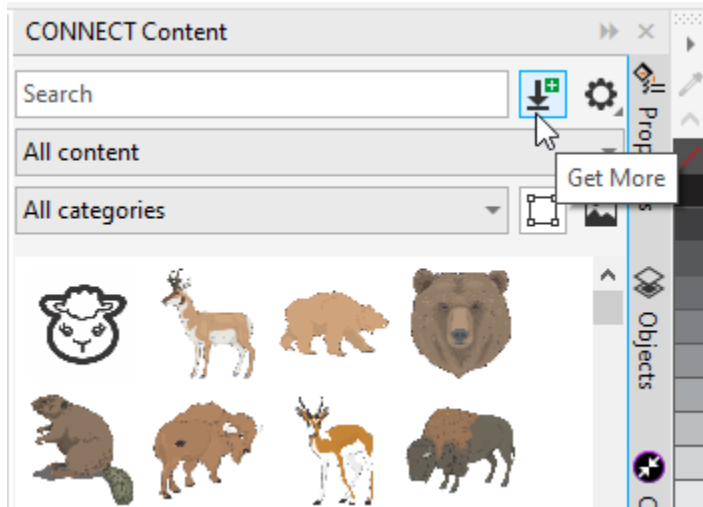 CONNECT Content
Search
All content
Get More
All categories
Objects